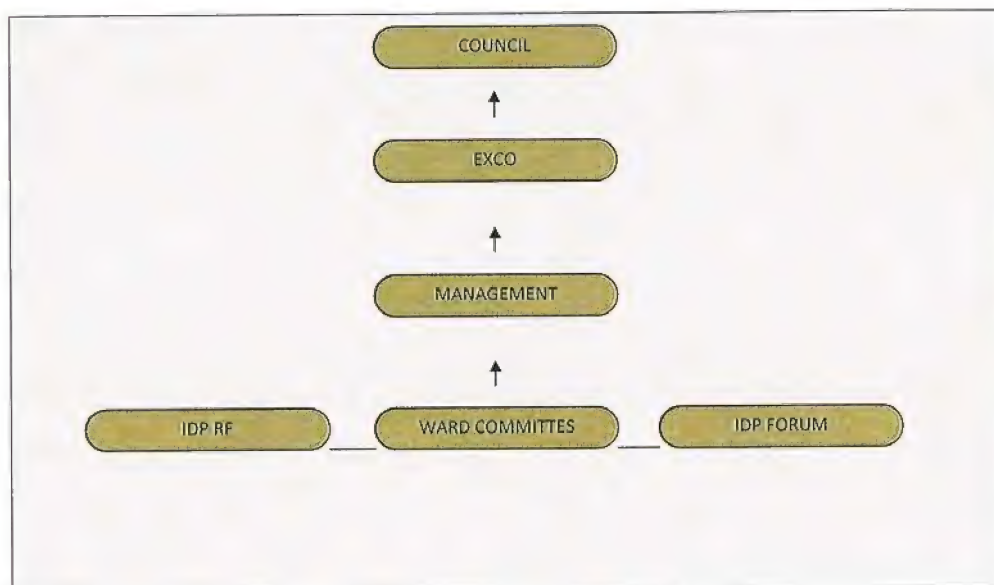 COUNCIL
EXCO
MANAGEMENT
IDP RF
WARD COMMITTES
IDP FORUM